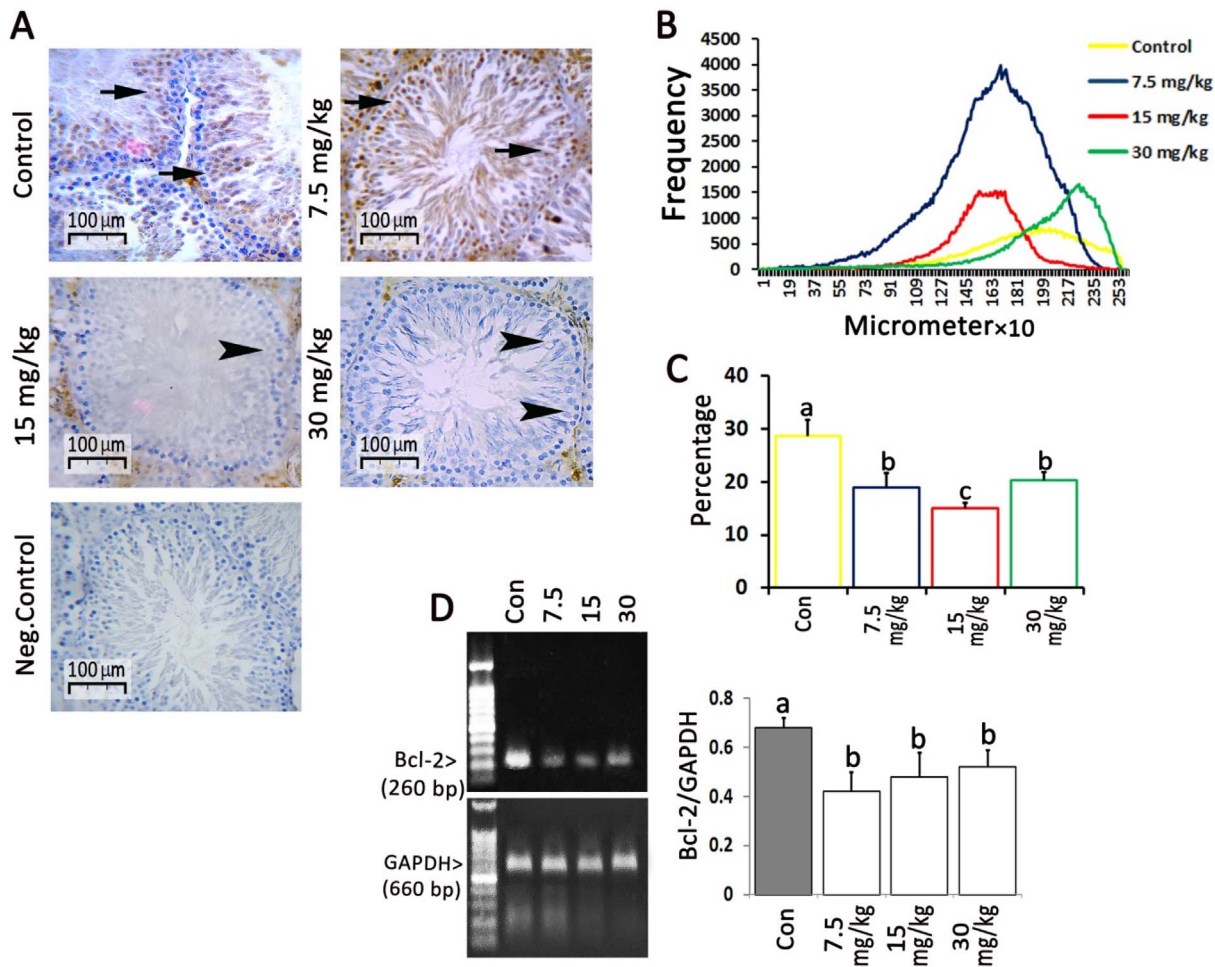 A
Control
100 µm
7.5 mg/kg
100 µm
15 mg/kg
100 µm
30 mg/kg
100 µm
Neg.Control
100 µm
B
Frequency
4500
4000
3500
3000
2500
2000
1500
1000
500
0
1 19 37 55 73 91 109 127 145 163 181 199 217 235 253
Micrometer×10
Control
7.5 mg/kg
15 mg/kg
30 mg/kg
C
Percentage
40
30
20
10
0
a
b
c
b
Con
7.5
mg/kg
15
mg/kg
30
mg/kg
D
Con 7.5 15 30
Bcl-2>
(260 bp)
GAPDH>
(660 bp)
Bcl-2/GAPDH
0.8
0.6
0.4
0.2
0
a
b
b
b
Con
7.5
mg/kg
15
mg/kg
30
mg/kg